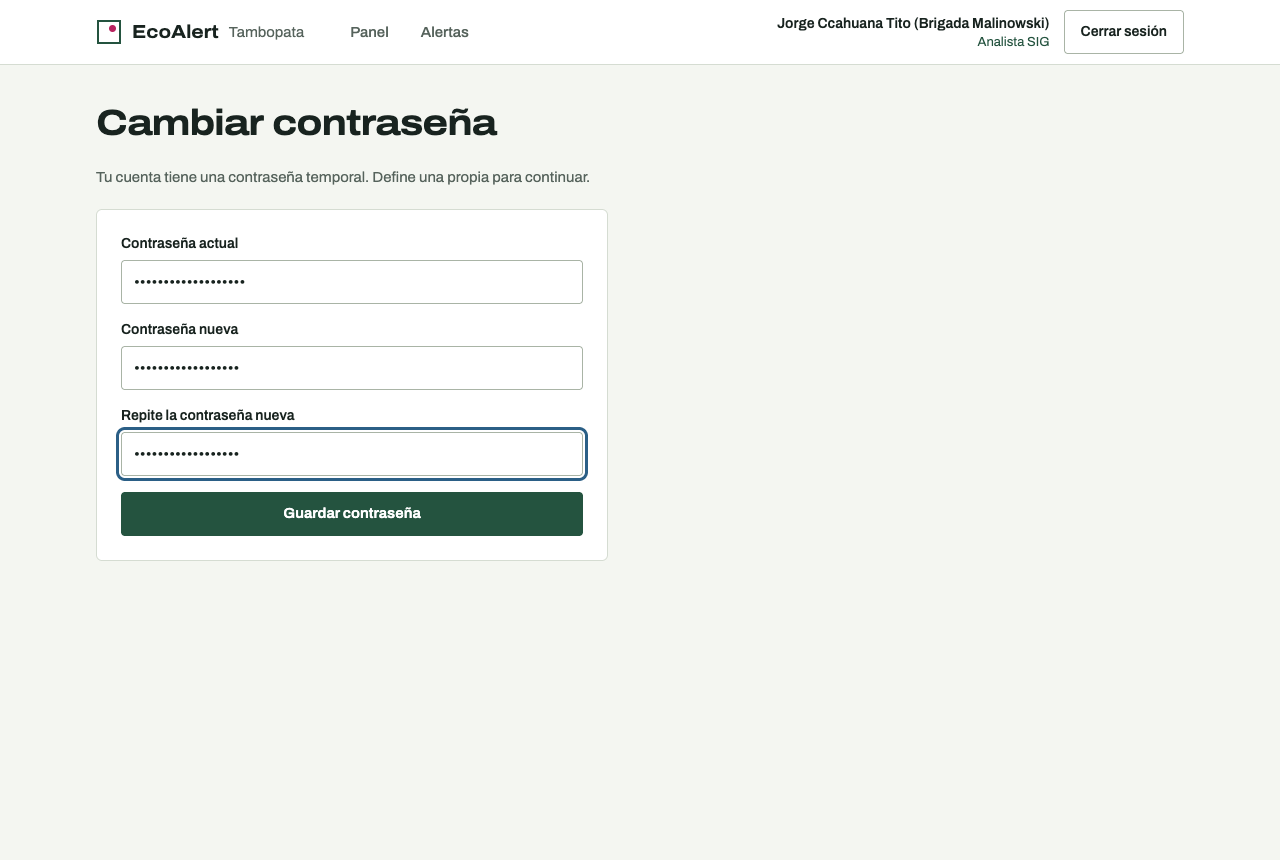 EcoAlert Tambopata Panel Alertas
Jorge Ccahuana Tito (Brigada Malinowski)
Analista SIG
Cerrar sesión
Cambiar contraseña
Tu cuenta tiene una contraseña temporal. Define una propia para continuar.
Contraseña actual
•••••••••••••••••••
Contraseña nueva
••••••••••••••••••
Repite la contraseña nueva
••••••••••••••••••
Guardar contraseña